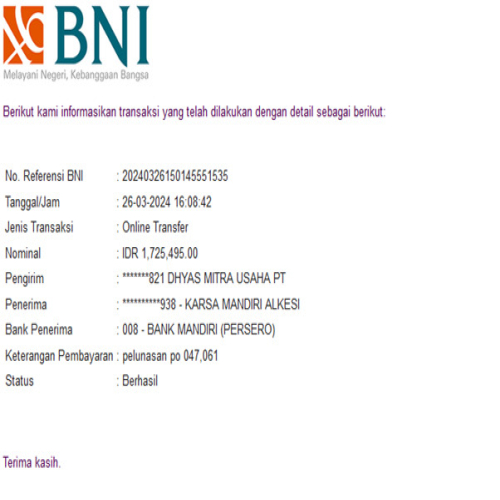 BNI
Melayani Negeri, Kebanggaan Bangsa
Berikut kami informasikan transaksi yang telah dilakukan dengan detail sebagai berikut:
No. Referensi BNI : 20240326150145551535
Tanggal/Jam : 26-03-2024 16:08:42
Jenis Transaksi : Online Transfer
Nominal : IDR 1,725,495.00
Pengirim : *******821 DHYAS MITRA USAHA PT
Penerima : **********938 - KARSA MANDIRI ALKESI
Bank Penerima : 008 - BANK MANDIRI (PERSERO)
Keterangan Pembayaran : pelunasan po 047,061
Status : Berhasil
Terima kasih.